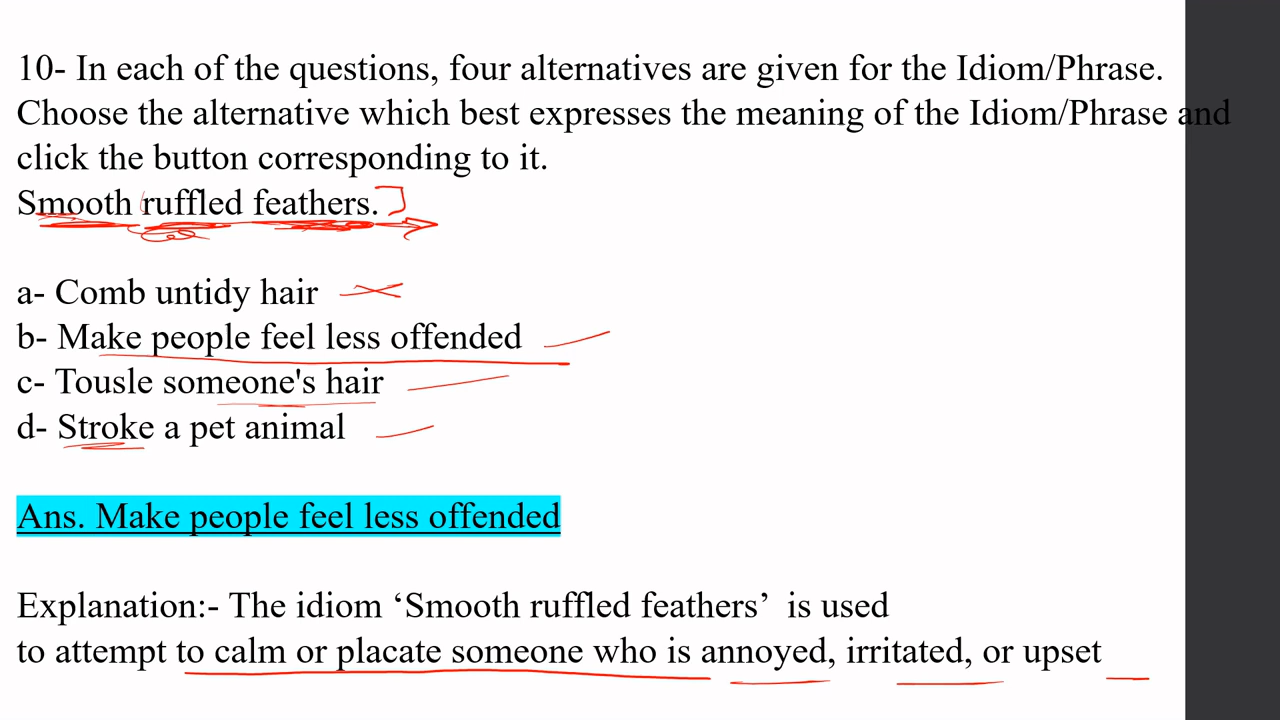 10- In each of the questions, four alternatives are given for the Idiom/Phrase.
Choose the alternative which best expresses the meaning of the Idiom/Phrase and
click the button corresponding to it.
Smooth ruffled feathers.
a- Comb untidy hair
b- Make people feel less offended
c- Tousle someone's hair
d- Stroke a pet animal
Ans. Make people feel less offended
Explanation:- The idiom ‘Smooth ruffled feathers’ is used
to attempt to calm or placate someone who is annoyed, irritated, or upset